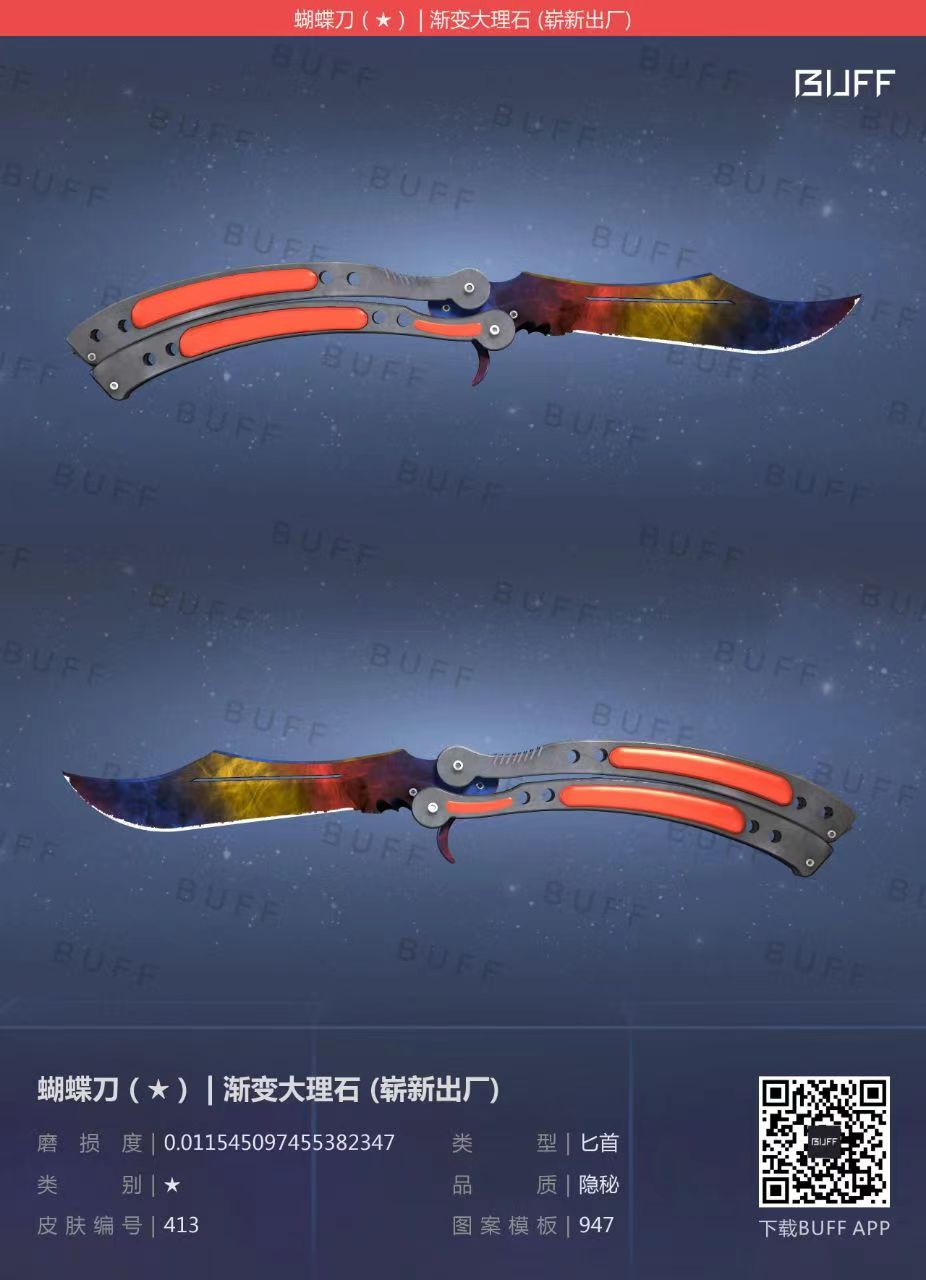 蝴蝶刀（★） | 渐变大理石 (崭新出厂)
BUFF
蝴蝶刀（★） | 渐变大理石 (崭新出厂)
磨损度 | 0.011545097455382347
类型 | 匕首
类别 | ★
品质 | 隐秘
皮肤编号 | 413
图案模板 | 947
BUFF
下载BUFF APP